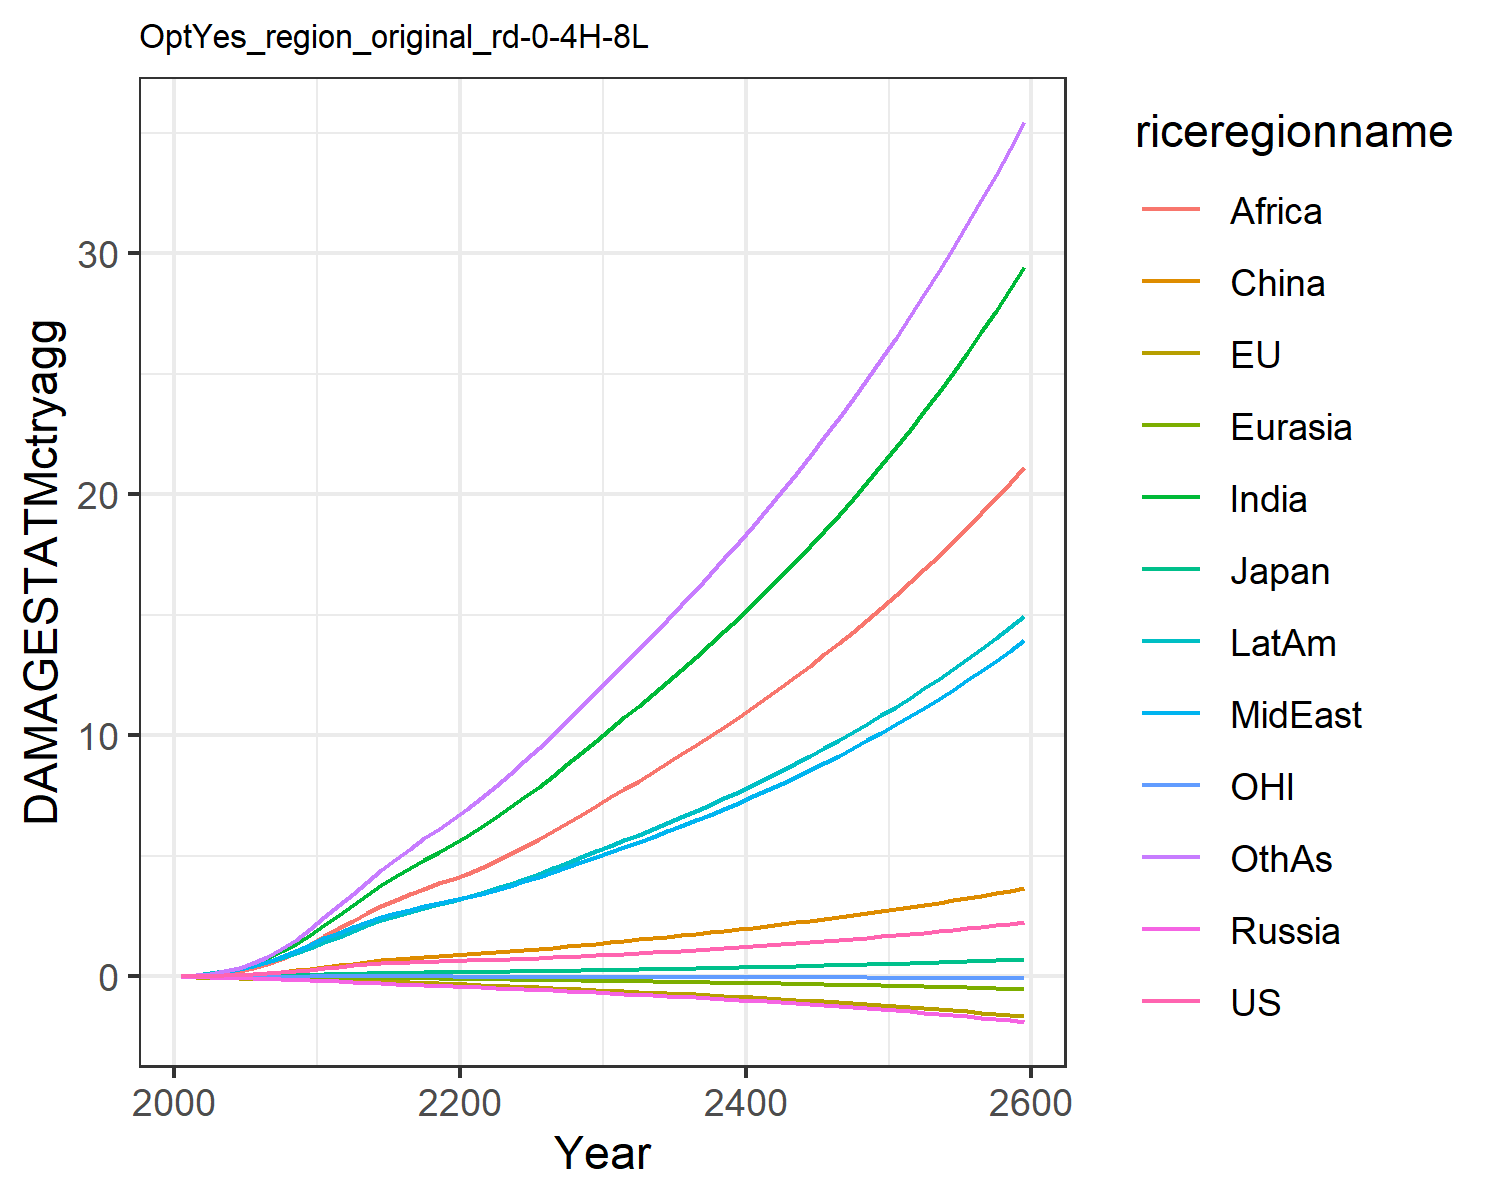 OptYes_region_original_rd-0-4H-8L
DAMAGESTATMctryagg
30
20
10
0
2000
2200
2400
2600
Year
riceregionname
Africa
China
EU
Eurasia
India
Japan
LatAm
MidEast
OHI
OthAs
Russia
US